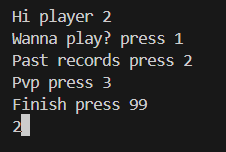 Hi player 2
Wanna play? press 1
Past records press 2
Pvp press 3
Finish press 99
2